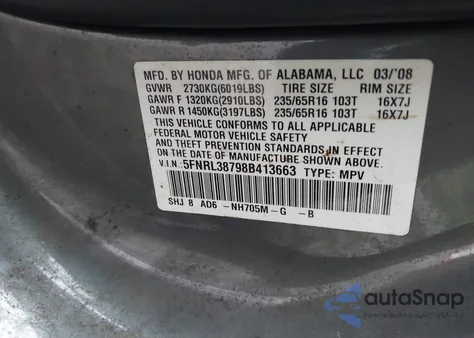 MFD. BY HONDA MFG. OF ALABAMA, LLC 03/'08
GVWR 2730KG(6019LBS) TIRE SIZE RIM SIZE
GAWR F 1320KG(2910LBS) 235/65R16 103T 16X7J
GAWR R 1450KG(3197LBS) 235/65R16 103T 16X7J
THIS VEHICLE CONFORMS TO ALL APPLICABLE
FEDERAL MOTOR VEHICLE SAFETY
AND THEFT PREVENTION STANDARDS IN EFFECT
ON THE DATE OF MANUFACTURE SHOWN ABOVE.
V.I.N.: 5FNRL38798B413663 TYPE: MPV
SHJ 8 AD6 -NH705M-G -B
autoSnap
POWERED BY